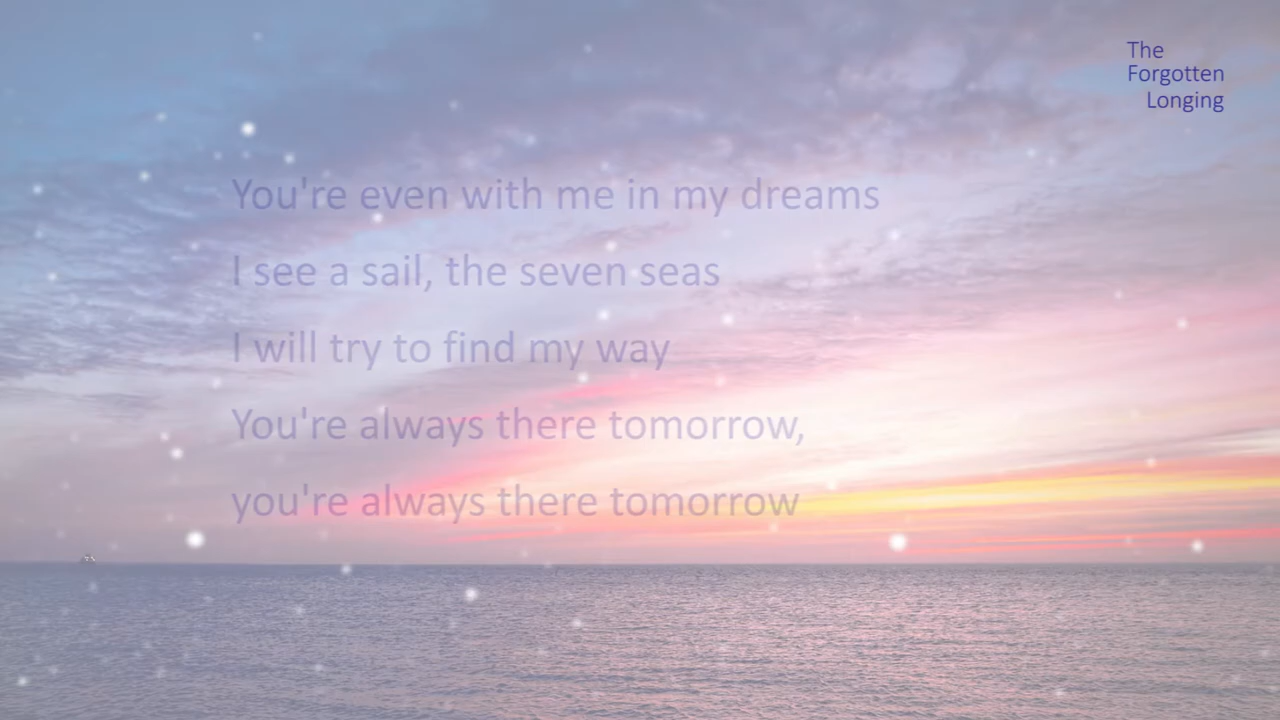 The
Forgotten
Longing
You're even with me in my dreams
I see a sail, the seven seas
I will try to find my way
You're always there tomorrow,
you're always there tomorrow